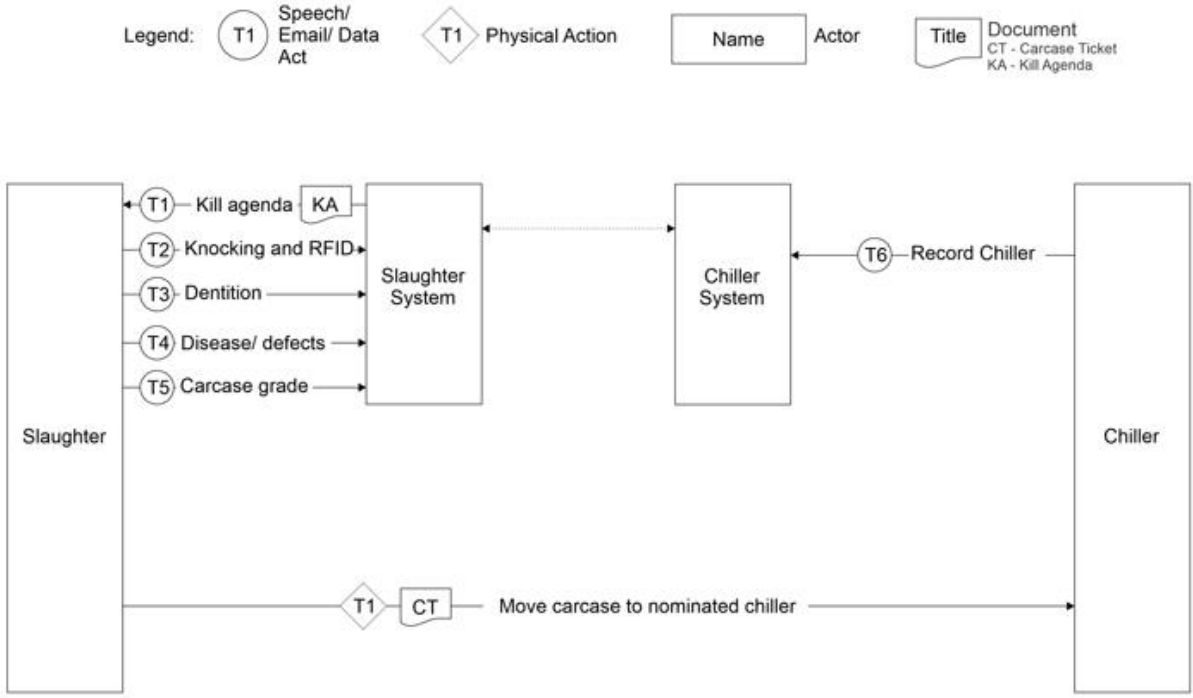 Legend:
T1
Speech/
Email/ Data
Act
T1
Physical Action
Name
Actor
Title
Document
CT - Carcase Ticket
KA - Kill Agenda
T1
Kill agenda
KA
T2
Knocking and RFID
T3
Dentition
T4
Disease/ defects
T5
Carcase grade
Slaughter
System
Chiller
System
T6
Record Chiller
Slaughter
Chiller
T1
CT
Move carcase to nominated chiller